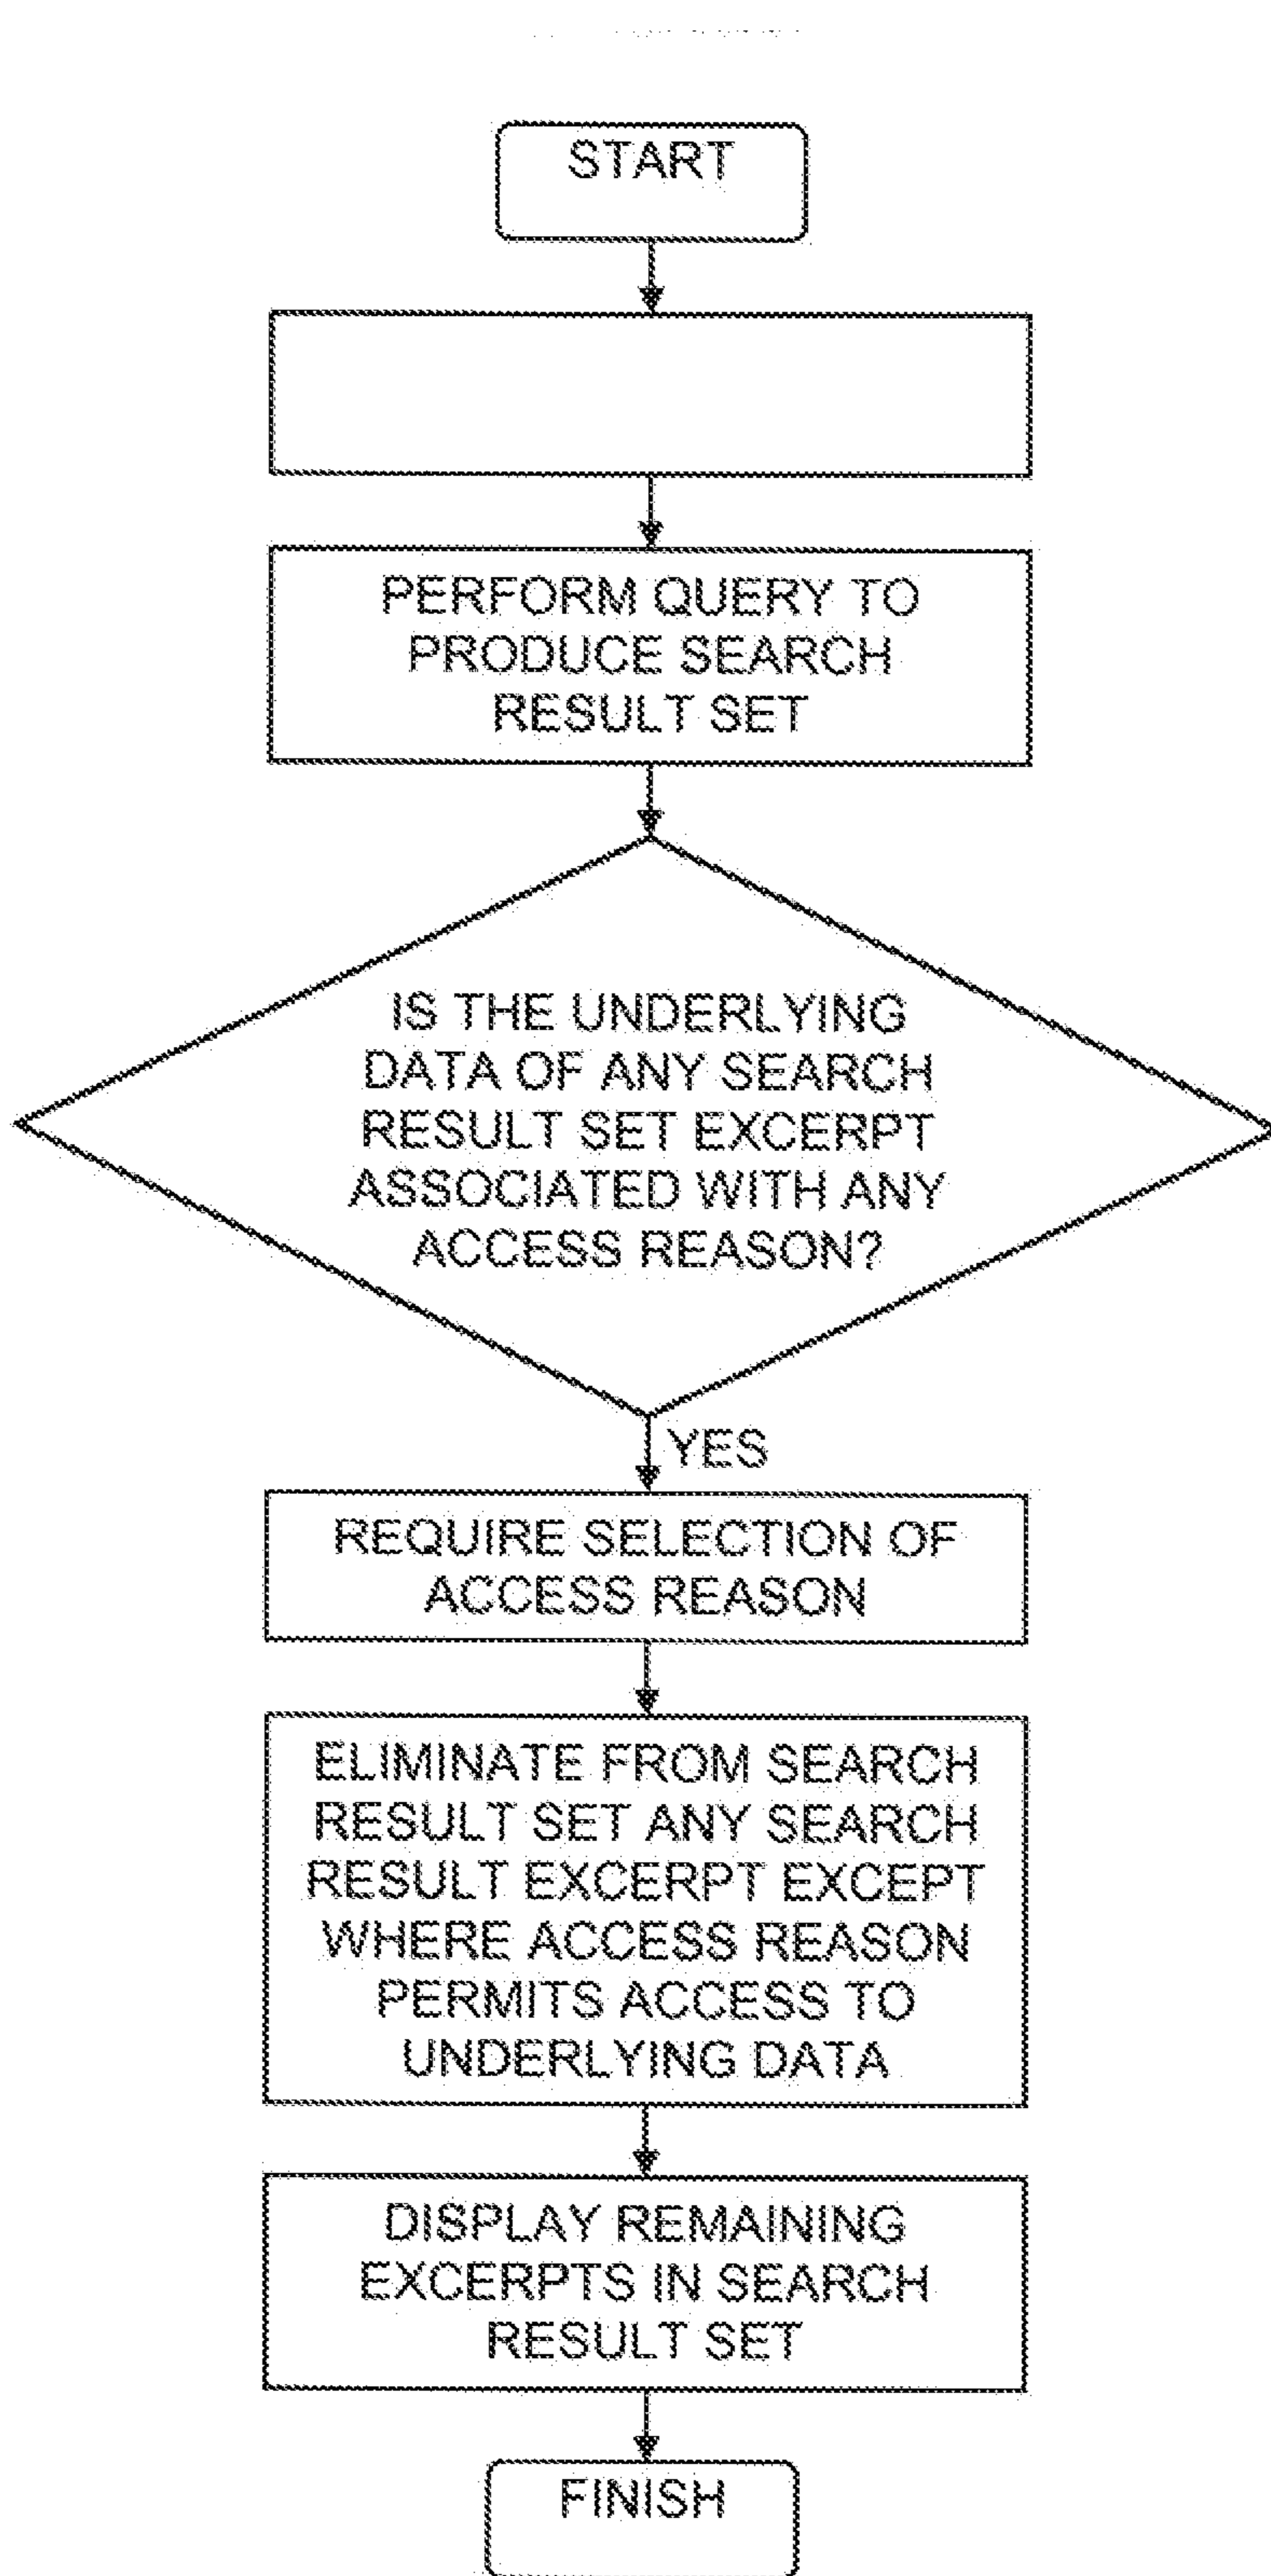 START
PERFORM QUERY TO
PRODUCE SEARCH
RESULT SET
IS THE UNDERLYING
DATA OF ANY SEARCH
RESULT SET EXCERPT
ASSOCIATED WITH ANY
ACCESS REASON?
YES
REQUIRE SELECTION OF
ACCESS REASON
ELIMINATE FROM SEARCH
RESULT SET ANY SEARCH
RESULT EXCERPT EXCEPT
WHERE ACCESS REASON
PERMITS ACCESS TO
UNDERLYING DATA
DISPLAY REMAINING
EXCERPTS IN SEARCH
RESULT SET
FINISH